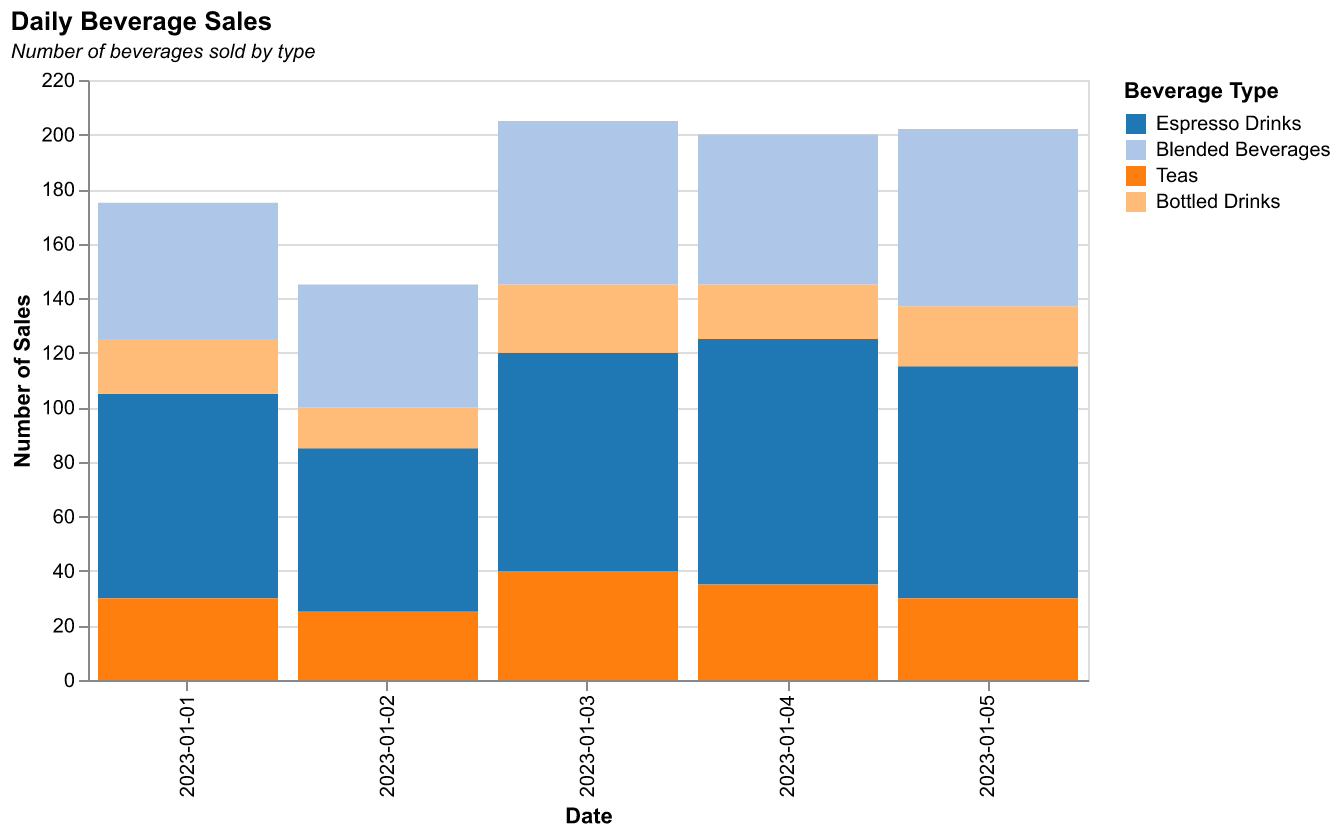 Daily Beverage Sales
Number of beverages sold by type
220
200
180
160
140
120
100
80
60
40
20
0
Number of Sales
2023-01-01
2023-01-02
2023-01-03
2023-01-04
2023-01-05
Date
Beverage Type
Espresso Drinks
Blended Beverages
Teas
Bottled Drinks